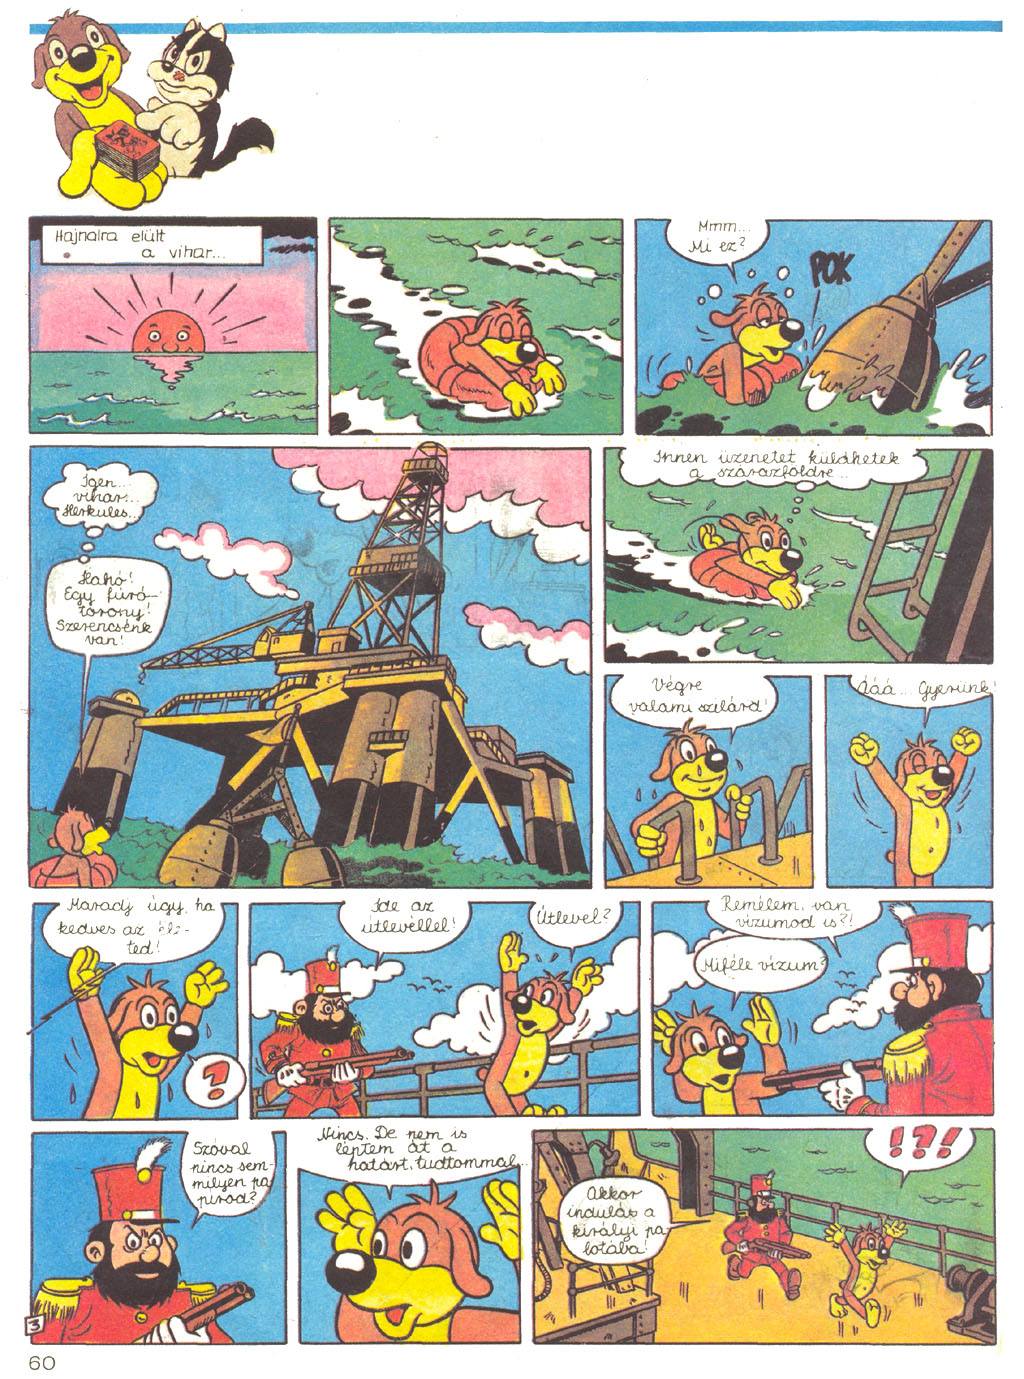 Hajnalra elült
a vihar...
Mmm...
Mi ez?
POK
Igen...
vihar...
Herkules...
Hahó!
Egy fúró-
torony!
Szerencsénk
van!
Innen üzenetet küldhetek
a szárazföldre...
Végre
valami szilárd!
Ááá... Gyerünk!
Maradj úgy, ha
kedves az éle-
ted!
?
Ide az
útlevéllel!
Útlevel?
Remélem, van
vízumod is?!
Miféle vízum?
Szóval
nincs sem-
milyen pa
pírod?
Nincs. De nem is
léptem át a
határt, tudtommal...
Akkor
indulás a
királyi pa
lotába!
!?!
3
60